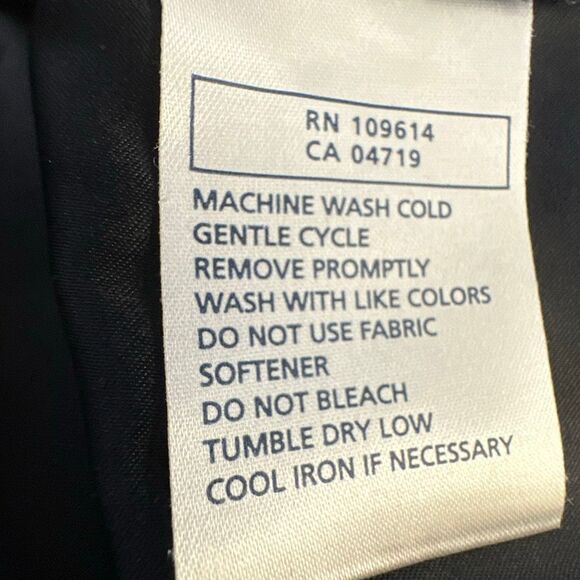 RN 109614
CA 04719
MACHINE WASH COLD
GENTLE CYCLE
REMOVE PROMPTLY
WASH WITH LIKE COLORS
DO NOT USE FABRIC
SOFTENER
DO NOT BLEACH
TUMBLE DRY LOW
COOL IRON IF NECESSARY